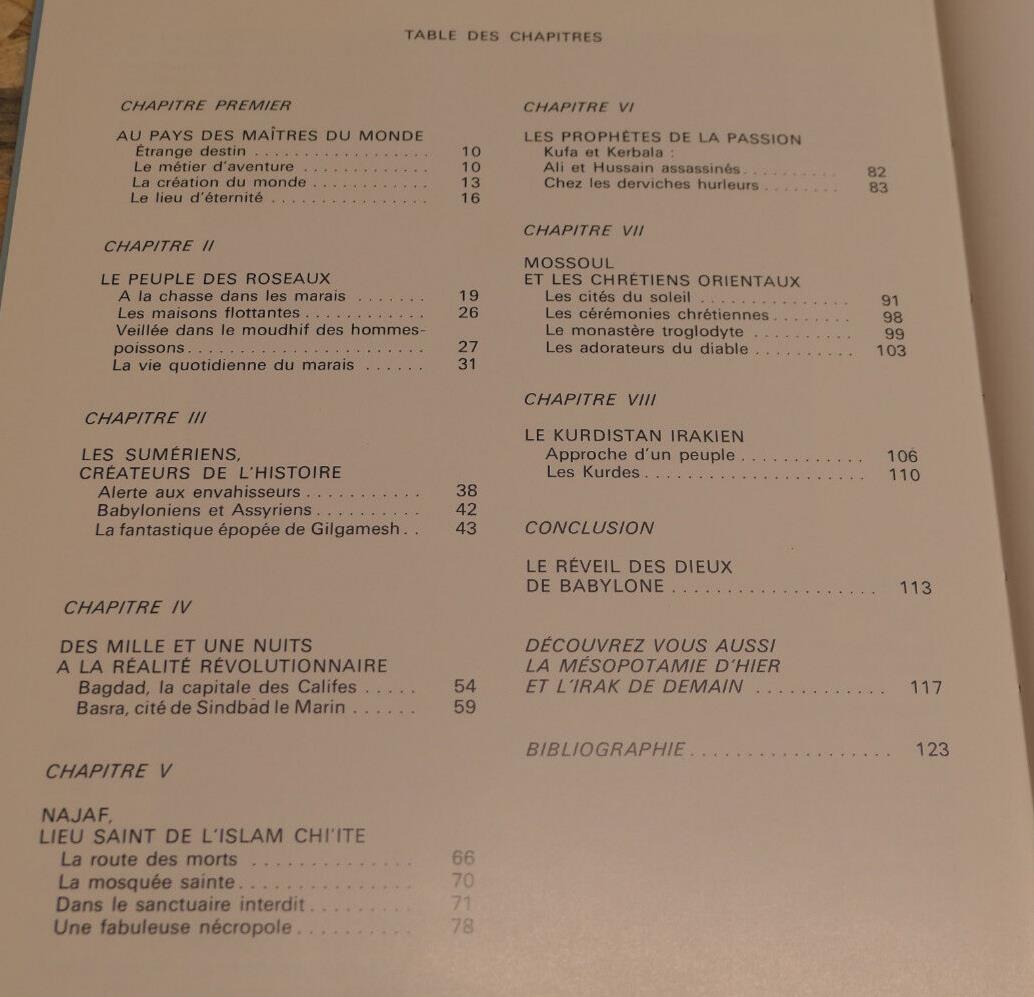 TABLE DES CHAPITRES
CHAPITRE PREMIER
AU PAYS DES MAÎTRES DU MONDE
Étrange destin . . . . . . . . . . . . . . . . . 10
Le métier d'aventure . . . . . . . . . . . . . 10
La création du monde . . . . . . . . . . . . 13
Le lieu d'éternité . . . . . . . . . . . . . . . . 16
CHAPITRE II
LE PEUPLE DES ROSEAUX
A la chasse dans les marais . . . . . . . 19
Les maisons flottantes . . . . . . . . . . . . 26
Veillée dans le moudhif des hommes-
poissons . . . . . . . . . . . . . . . . . . . . . . . 27
La vie quotidienne du marais . . . . . . 31
CHAPITRE III
LES SUMÉRIENS,
CRÉATEURS DE L'HISTOIRE
Alerte aux envahisseurs . . . . . . . . . . . 38
Babyloniens et Assyriens . . . . . . . . . . 42
La fantastique épopée de Gilgamesh . . 43
CHAPITRE IV
DES MILLE ET UNE NUITS
A LA RÉALITÉ RÉVOLUTIONNAIRE
Bagdad, la capitale des Califes . . . . . 54
Basra, cité de Sindbad le Marin . . . . . . 59
CHAPITRE V
NAJAF,
LIEU SAINT DE L'ISLAM CHI'ITE
La route des morts . . . . . . . . . . . . . . 66
La mosquée sainte . . . . . . . . . . . . . . . 70
Dans le sanctuaire interdit . . . . . . . . . 71
Une fabuleuse nécropole . . . . . . . . . . 78
CHAPITRE VI
LES PROPHÈTES DE LA PASSION
Kufa et Kerbala :
Ali et Hussain assassinés . . . . . . . . . 82
Chez les derviches hurleurs . . . . . . . 83
CHAPITRE VII
MOSSOUL
ET LES CHRÉTIENS ORIENTAUX
Les cités du soleil . . . . . . . . . . . . . . . 91
Les cérémonies chrétiennes . . . . . . . . 98
Le monastère troglodyte . . . . . . . . . . 99
Les adorateurs du diable . . . . . . . . . . 103
CHAPITRE VIII
LE KURDISTAN IRAKIEN
Approche d'un peuple . . . . . . . . . . . . 106
Les Kurdes . . . . . . . . . . . . . . . . . . . . . 110
CONCLUSION
LE RÉVEIL DES DIEUX
DE BABYLONE . . . . . . . . . . . . . . . . . . 113
DÉCOUVREZ VOUS AUSSI
LA MÉSOPOTAMIE D'HIER
ET L'IRAK DE DEMAIN . . . . . . . . . . . . 117
BIBLIOGRAPHIE . . . . . . . . . . . . . . . . . . 123